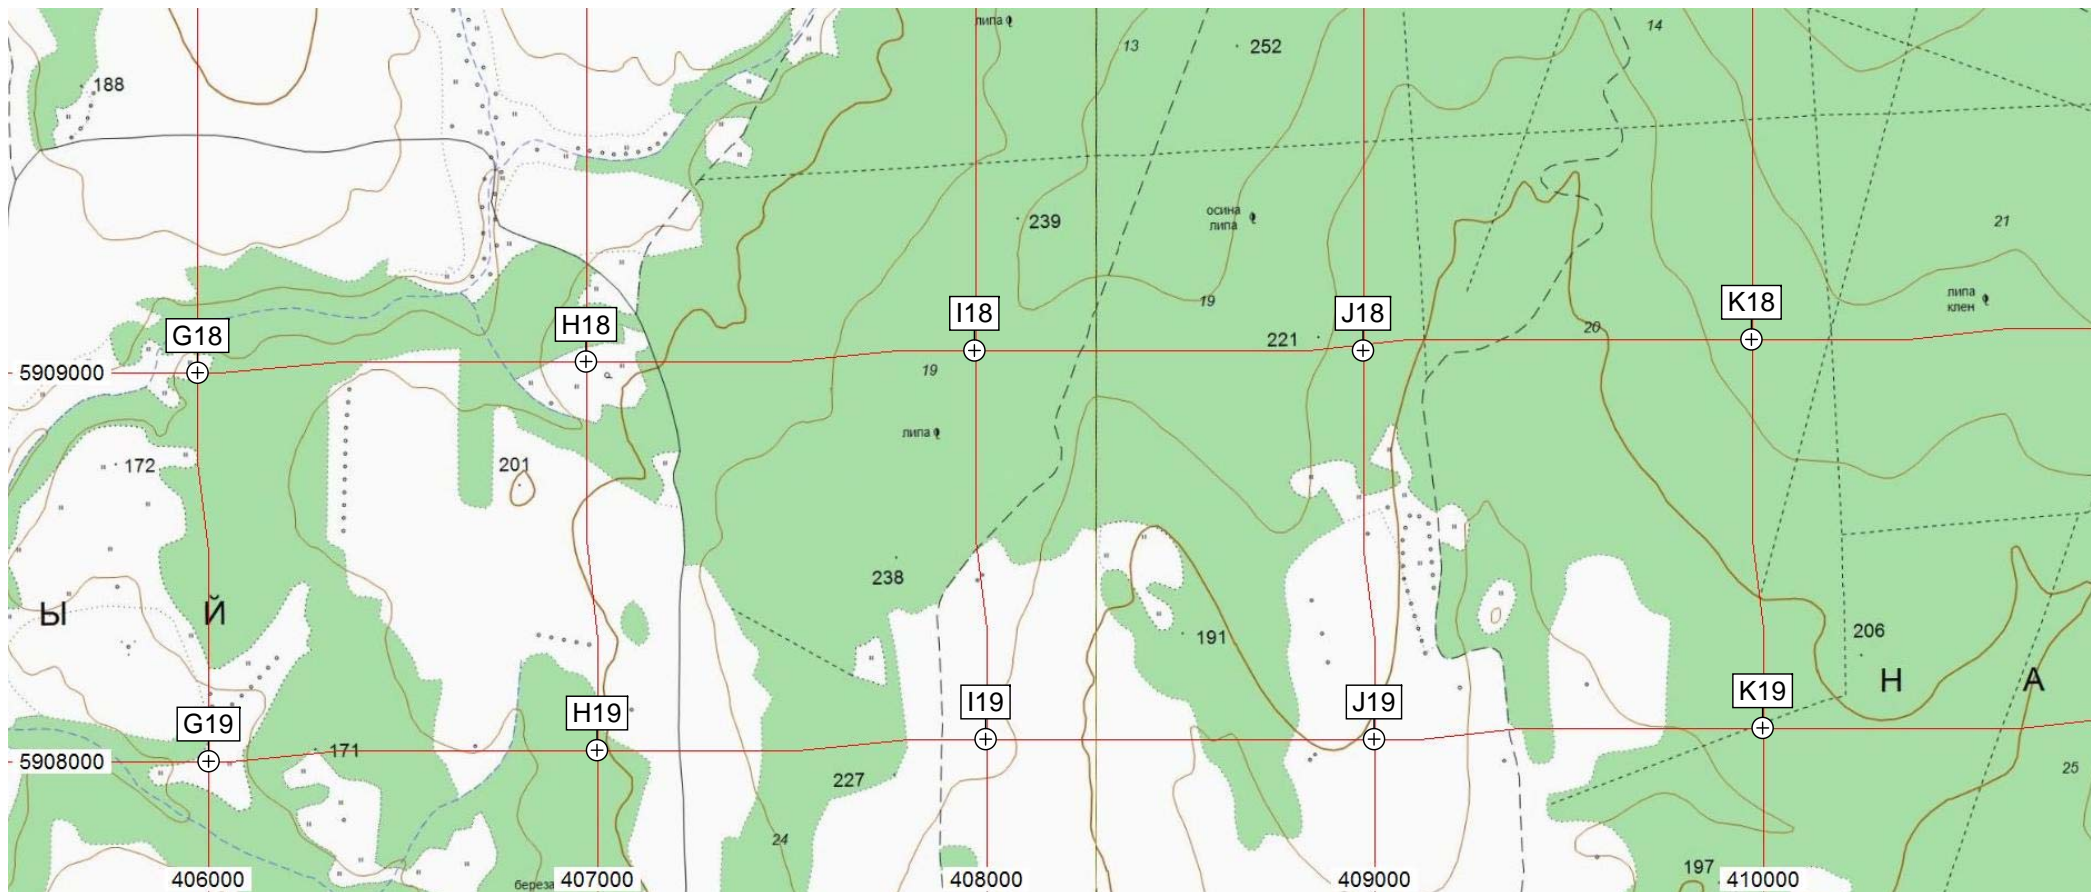 липа
13
14
252
188
осина
липа
239
21
липа
клен
19
I18
K18
J18
H18
G18
20
221
19
5909000
липа
172
201
238
Ы
Й
191
206
Н
А
K19
I19
J19
H19
G19
171
5908000
227
25
24
197
береза
406000
407000
408000
409000
410000